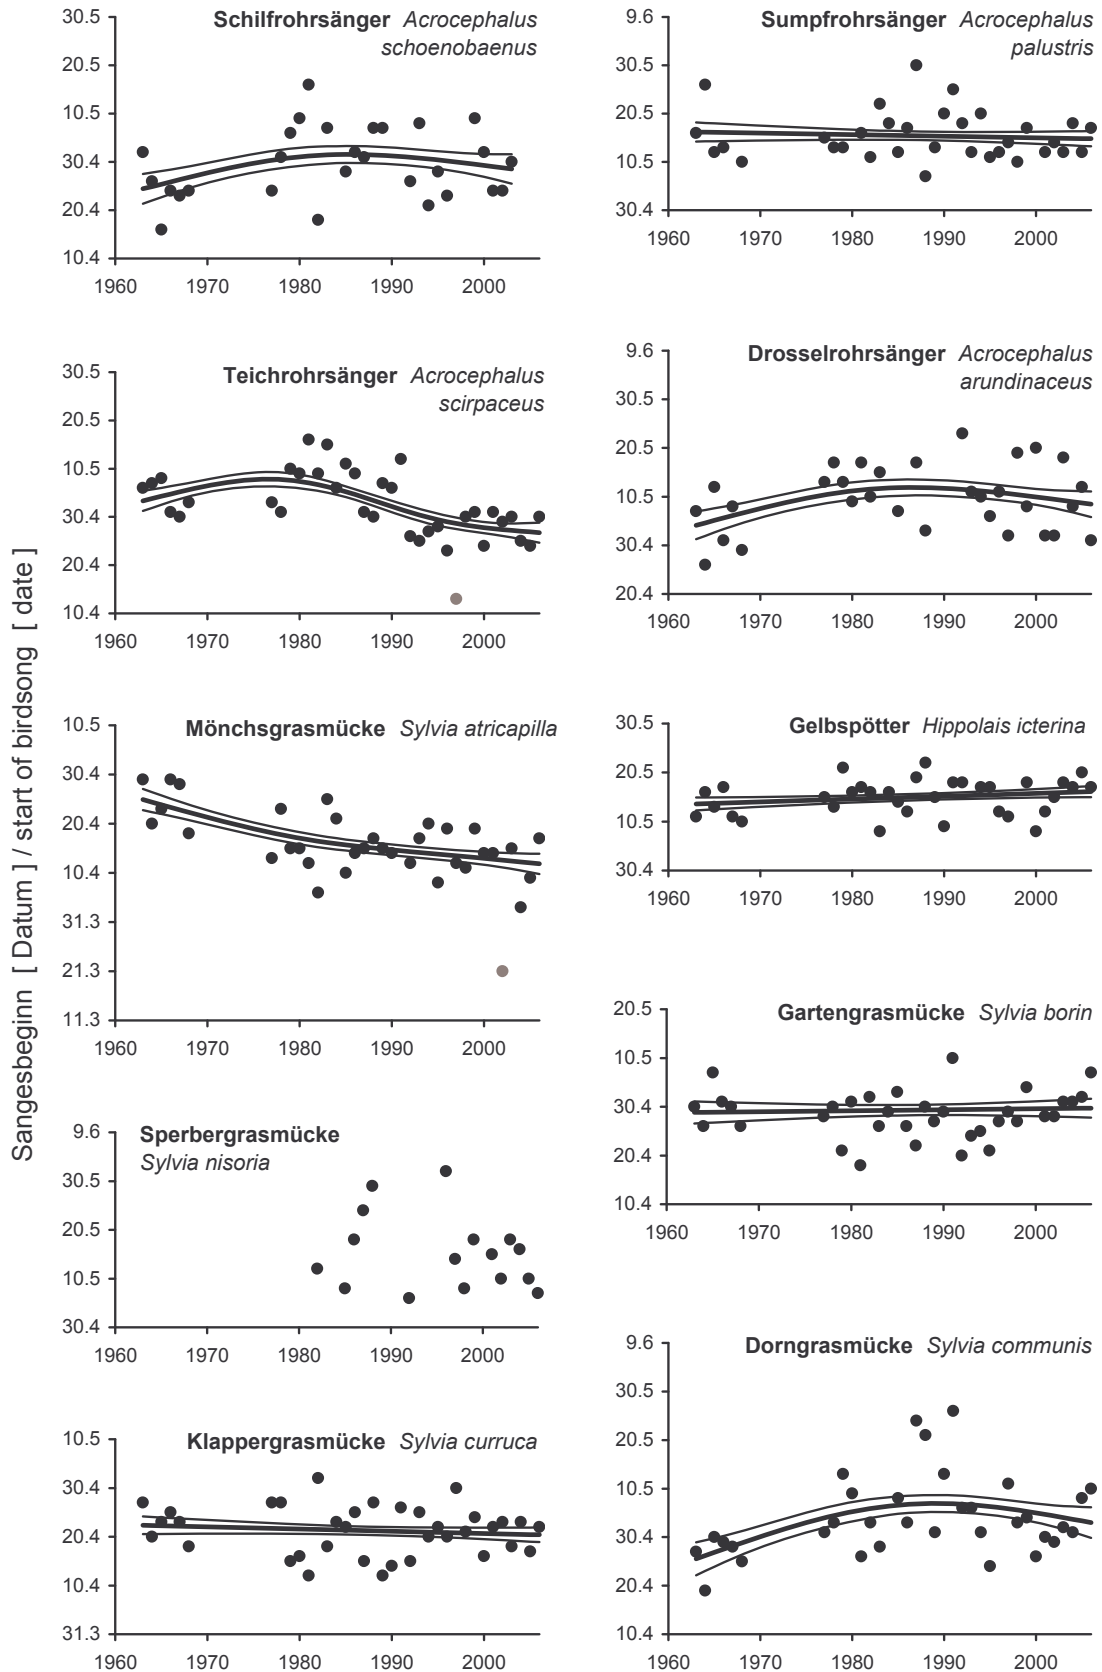 Sangesbeginn [ Datum ] / start of birdsong [ date ]
Schilfrohrsänger Acrocephalus
schoenobaenus
30.5
20.5
10.5
30.4
20.4
10.4
1960 1970 1980 1990 2000
Sumpfrohrsänger Acrocephalus
palustris
9.6
30.5
20.5
10.5
30.4
1960 1970 1980 1990 2000
Teichrohrsänger Acrocephalus
scirpaceus
30.5
20.5
10.5
30.4
20.4
10.4
1960 1970 1980 1990 2000
Drosselrohrsänger Acrocephalus
arundinaceus
9.6
30.5
20.5
10.5
30.4
20.4
1960 1970 1980 1990 2000
Mönchsgrasmücke Sylvia atricapilla
10.5
30.4
20.4
10.4
31.3
21.3
11.3
1960 1970 1980 1990 2000
Gelbspötter Hippolais icterina
30.5
20.5
10.5
30.4
1960 1970 1980 1990 2000
Gartengrasmücke Sylvia borin
20.5
10.5
30.4
20.4
10.4
1960 1970 1980 1990 2000
Sperbergrasmücke
Sylvia nisoria
9.6
30.5
20.5
10.5
30.4
1960 1970 1980 1990 2000
Dorngrasmücke Sylvia communis
9.6
30.5
20.5
10.5
30.4
20.4
10.4
1960 1970 1980 1990 2000
Klappergrasmücke Sylvia curruca
10.5
30.4
20.4
10.4
31.3
1960 1970 1980 1990 2000